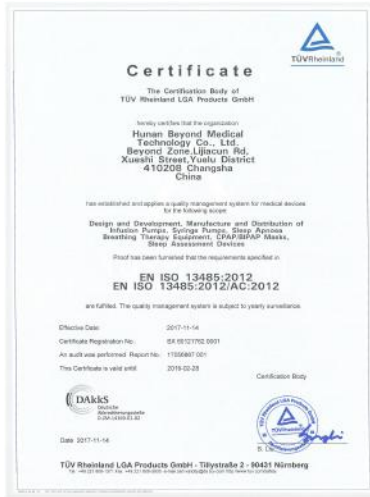 TÜVRheinland
Certificate
The Certification Body of
TÜV Rheinland LGA Products GmbH
hereby certifies that the organization
Hunan Beyond Medical
Technology Co., Ltd.
Beyond Zone,Lijiacun Rd,
Xueshi Street,Yuelu District
410208 Changsha
China
has established and applies a quality management system for medical devices
for the following scope:
Design and Development, Manufacture and Distribution of
Infusion Pumps, Syringe Pumps, Sleep Apnoea
Breathing Therapy Equipment, CPAP/BIPAP Masks,
Sleep Assessment Devices
Proof has been furnished that the requirements specified in
EN ISO 13485:2012
EN ISO 13485:2012/AC:2012
are fulfilled. The quality management system is subject to yearly surveillance.
Effective Date: 2017-11-14
Certificate Registration No.:
An audit was performed. Report No.:
This Certificate is valid until: 2019-02-28
Certification Body
DAkkS
Deutsche
Akkreditierungsstelle
Date 2017-11-14
TÜV Rheinland LGA Products GmbH - Tillystraße 2 - 90431 Nürnberg